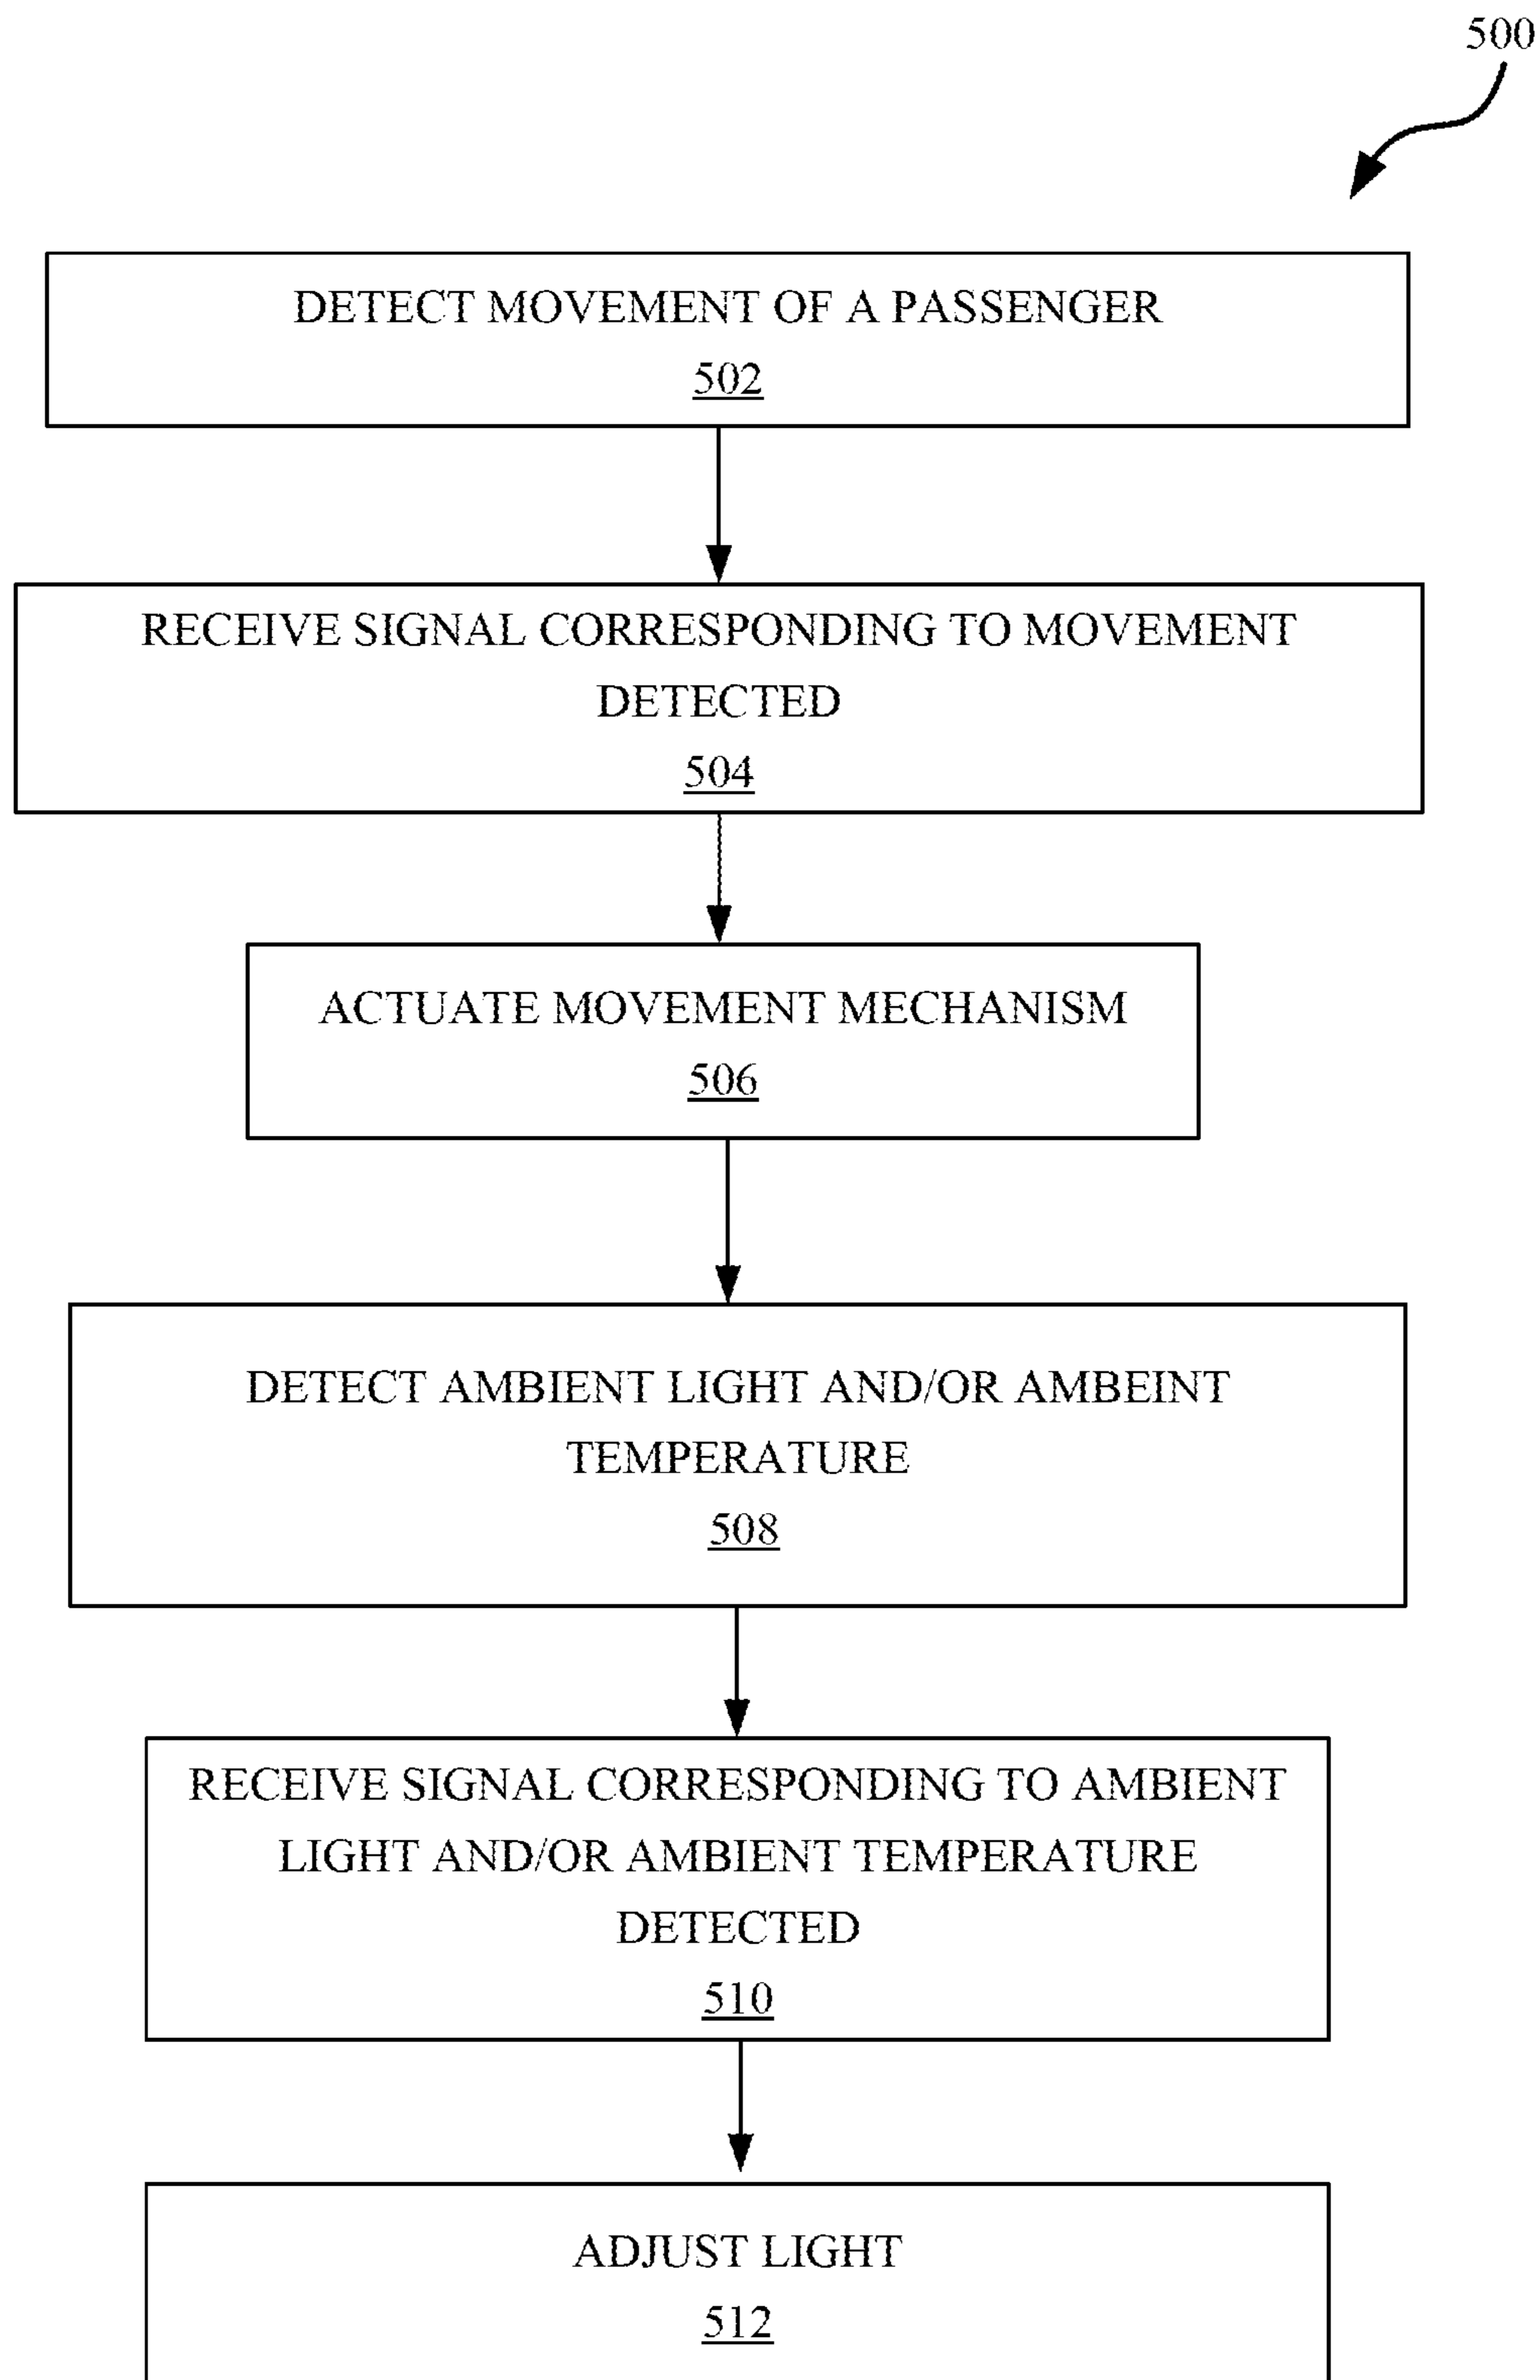 500
DETECT MOVEMENT OF A PASSENGER
502
RECEIVE SIGNAL CORRESPONDING TO MOVEMENT
DETECTED
504
ACTUATE MOVEMENT MECHANISM
506
DETECT AMBIENT LIGHT AND/OR AMBEINT
TEMPERATURE
508
RECEIVE SIGNAL CORRESPONDING TO AMBIENT
LIGHT AND/OR AMBIENT TEMPERATURE
DETECTED
510
ADJUST LIGHT
512